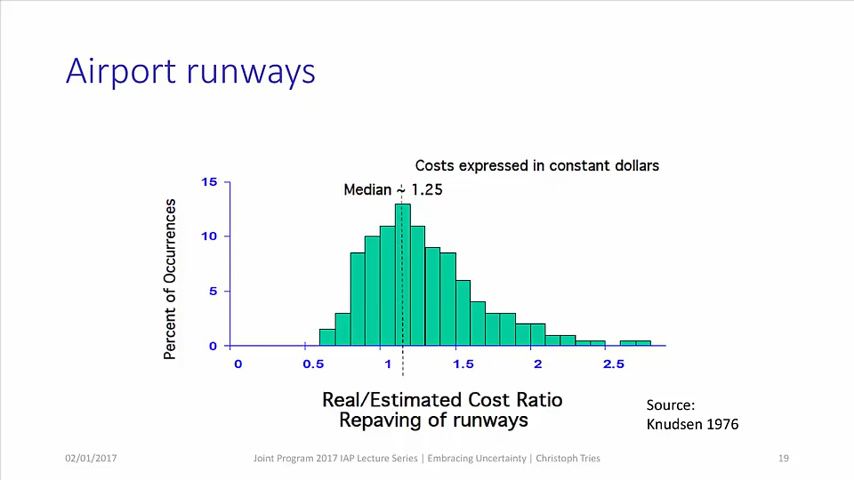 Airport runways
Costs expressed in constant dollars
Median ~ 1.25
15
10
5
0
Percent of Occurrences
0 0.5 1 1.5 2 2.5
Real/Estimated Cost Ratio
Repaving of runways
Source:
Knudsen 1976
02/01/2017
Joint Program 2017 IAP Lecture Series | Embracing Uncertainty | Christoph Tries
19